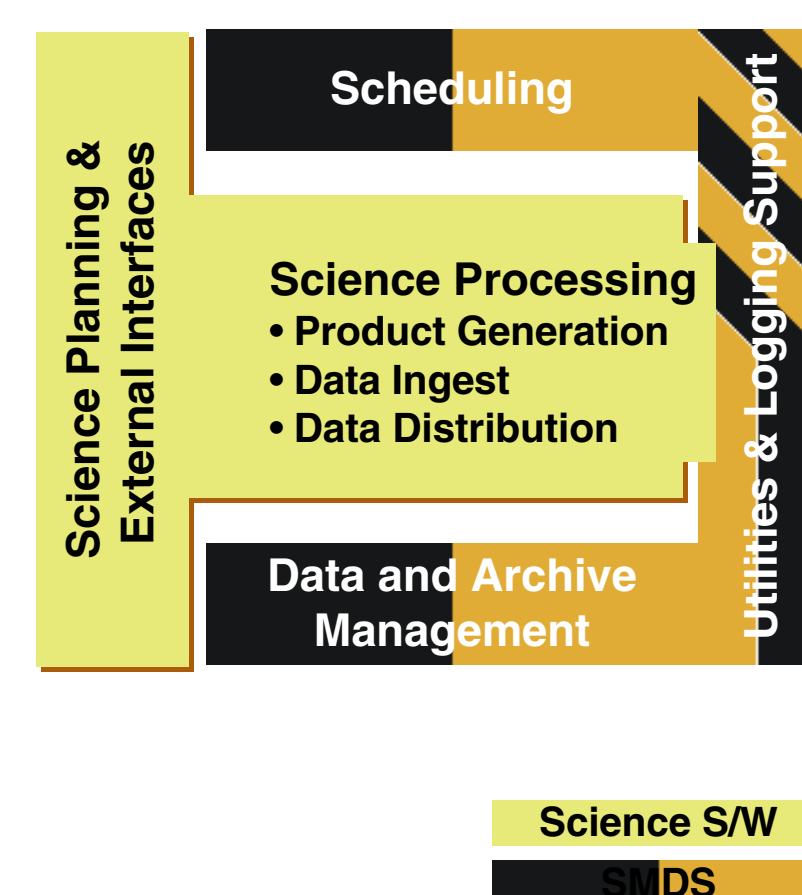 Scheduling
Science Planning &
External Interfaces
Science Processing
• Product Generation
• Data Ingest
• Data Distribution
Utilities & Logging Support
Data and Archive
Management
Science S/W
SMDS